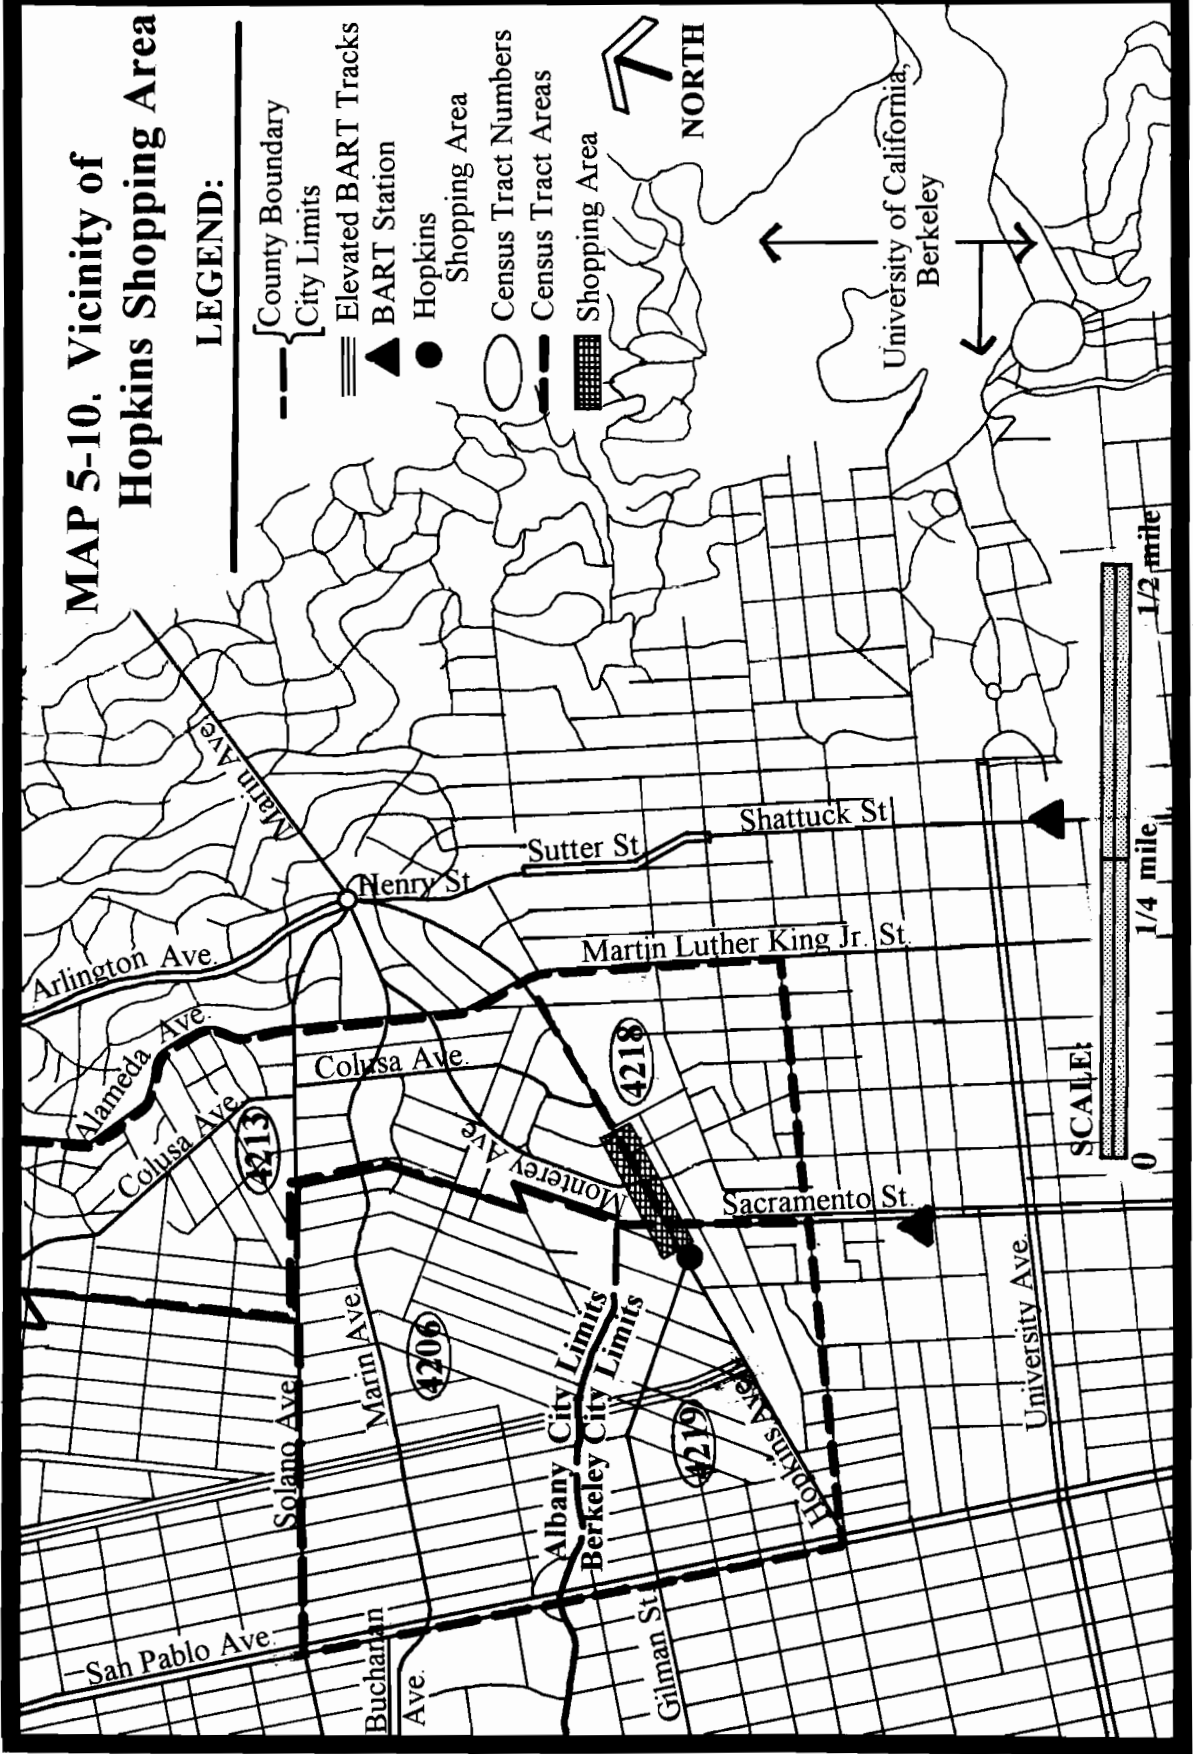 MAP 5-10. Vicinity of
Hopkins Shopping Area
LEGEND:
County Boundary
City Limits
Elevated BART Tracks
BART Station
Hopkins
Shopping Area
Census Tract Numbers
Census Tract Areas
Shopping Area
NORTH
University of California,
Berkeley
Marin Ave.
Arlington Ave.
Henry St
Sutter St.
Shattuck St
Martin Luther King Jr. St.
Alameda Ave.
Colusa Ave.
Colusa Ave.
4213
4218
Monterey Ave
Sacramento St.
University Ave.
Solano Ave.
Marin Ave.
4206
Albany City Limits
Berkeley City Limits
4219
Hopkins Ave.
San Pablo Ave
Buchanan
Ave.
Gilman St.
SCALE:
0
1/4 mile
1/2 mile